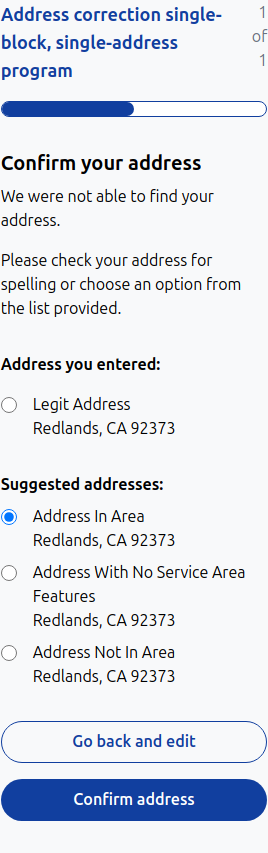 Address correction single-
block, single-address
program
1
of
1
Confirm your address
We were not able to find your
address.
Please check your address for
spelling or choose an option from
the list provided.
Address you entered:
Legit Address
Redlands, CA 92373
Suggested addresses:
Address In Area
Redlands, CA 92373
Address With No Service Area
Features
Redlands, CA 92373
Address Not In Area
Redlands, CA 92373
Go back and edit
Confirm address